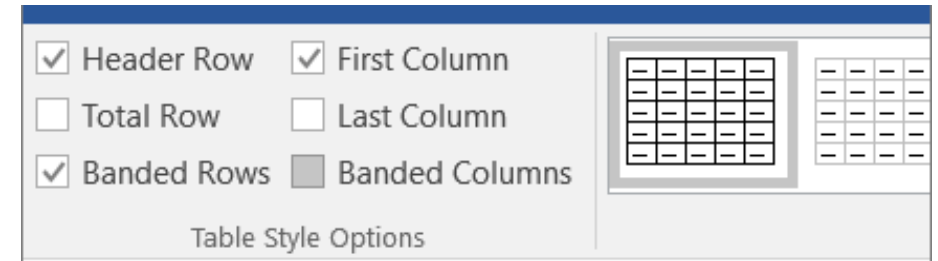 Header Row First Column
Total Row Last Column
Banded Rows Banded Columns
Table Style Options